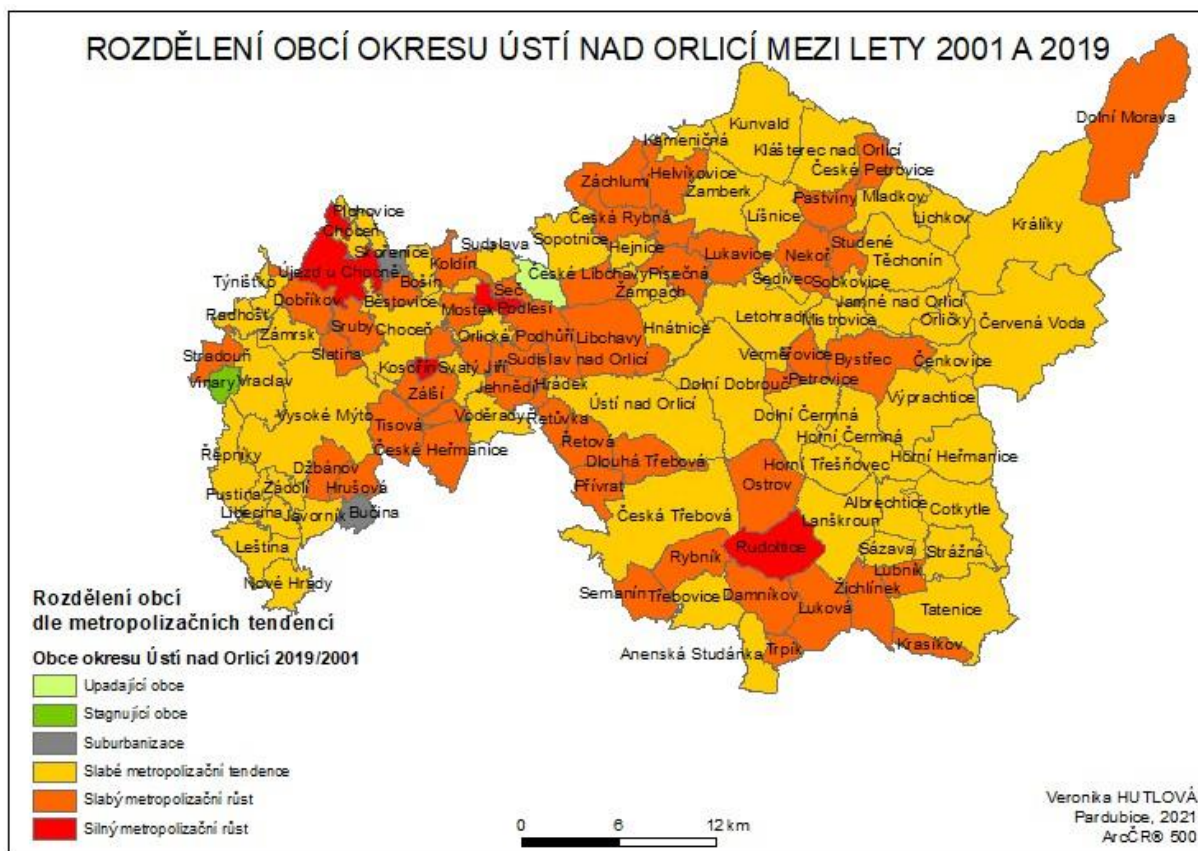 ROZDĚLENÍ OBCÍ OKRESU ÚSTÍ NAD ORLICÍ MEZI LETY 2001 A 2019
Dolní Morava
Kunvald
Kameničná
Klášterec nad Orlicí
České Petrovice
Helvíkovice
Záchlumí
Žamberk
Mladkov
Pastviny
Lichkov
Plchovice
Líšnice
Králíky
Česká Rybná
Choceň
Sudslava
Sopotnice
Skořenice
Hejnice
Lukavice
Studené
Koldín
Nekoř
Těchonín
Újezd u Chocně
České Libchavy
Písečná
Týniště
Bošín
Seč
Žampach
Šedivec
Sobkovice
Dobříkov
Běstovice
Mostek
Podlesí
Jamné nad Orlicí
Radhošť
Letohrad
Mistrovice
Orličky
Červená Voda
Zámrsk
Sruby
Choceň
Orlické
Podhůří
Libchavy
Hnátnice
Stradouň
Slatina
Sudislav nad Orlicí
Verměřovice
Bystřec
Čenkovice
Kosořín
Svatý Jiří
Vinary
Vraclav
Zálší
Jehnědí
Hrádek
Dolní Dobrouč
Petrovice
Výprachtice
Ústí nad Orlicí
Vysoké Mýto
Voděrady
Řetůvka
Dolní Čermná
Tisová
Řetová
Horní Čermná
Řepníky
České Heřmanice
Dlouhá Třebová
Horní Heřmanice
Džbánov
Horní Třešňovec
Zádolí
Hrušová
Přívrat
Ostrov
Pustina
Albrechtice
Cotkytle
Libecina
Javorník
Bučina
Česká Třebová
Lanškroun
Leština
Rybník
Rudoltice
Sázava
Strážná
Lubník
Nové Hrady
Semanín
Třebovice
Damníkov
Žichlínek
Luková
Tatenice
Anenská Studánka
Trpík
Krasíkov
Rozdělení obcí
dle metropolizačních tendencí
Obce okresu Ústí nad Orlicí 2019/2001
Upadající obce
Stagnující obce
Suburbanizace
Slabé metropolizační tendence
Slabý metropolizační růst
Silný metropolizační růst
0 6 12 km
Veronika HUTLOVÁ
Pardubice, 2021
ArcČR® 500